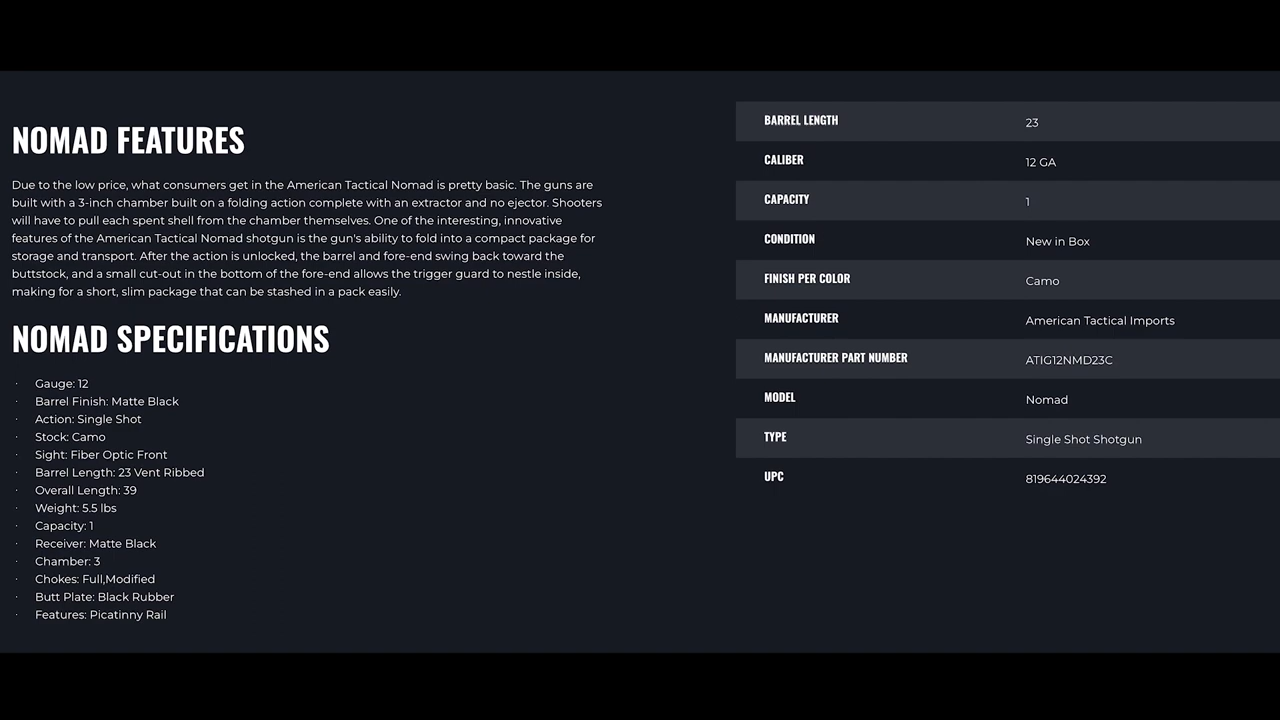 NOMAD FEATURES
Due to the low price, what consumers get in the American Tactical Nomad is pretty basic. The guns are
built with a 3-inch chamber built on a folding action complete with an extractor and no ejector. Shooters
will have to pull each spent shell from the chamber themselves. One of the interesting, innovative
features of the American Tactical Nomad shotgun is the gun's ability to fold into a compact package for
storage and transport. After the action is unlocked, the barrel and fore-end swing back toward the
buttstock, and a small cut-out in the bottom of the fore-end allows the trigger guard to nestle inside,
making for a short, slim package that can be stashed in a pack easily.
NOMAD SPECIFICATIONS
· Gauge: 12
· Barrel Finish: Matte Black
· Action: Single Shot
· Stock: Camo
· Sight: Fiber Optic Front
· Barrel Length: 23 Vent Ribbed
· Overall Length: 39
· Weight: 5.5 lbs
· Capacity: 1
· Receiver: Matte Black
· Chamber: 3
· Chokes: Full,Modified
· Butt Plate: Black Rubber
· Features: Picatinny Rail
BARREL LENGTH 23
CALIBER 12 GA
CAPACITY 1
CONDITION New in Box
FINISH PER COLOR Camo
MANUFACTURER American Tactical Imports
MANUFACTURER PART NUMBER ATIG12NMD23C
MODEL Nomad
TYPE Single Shot Shotgun
UPC 819644024392